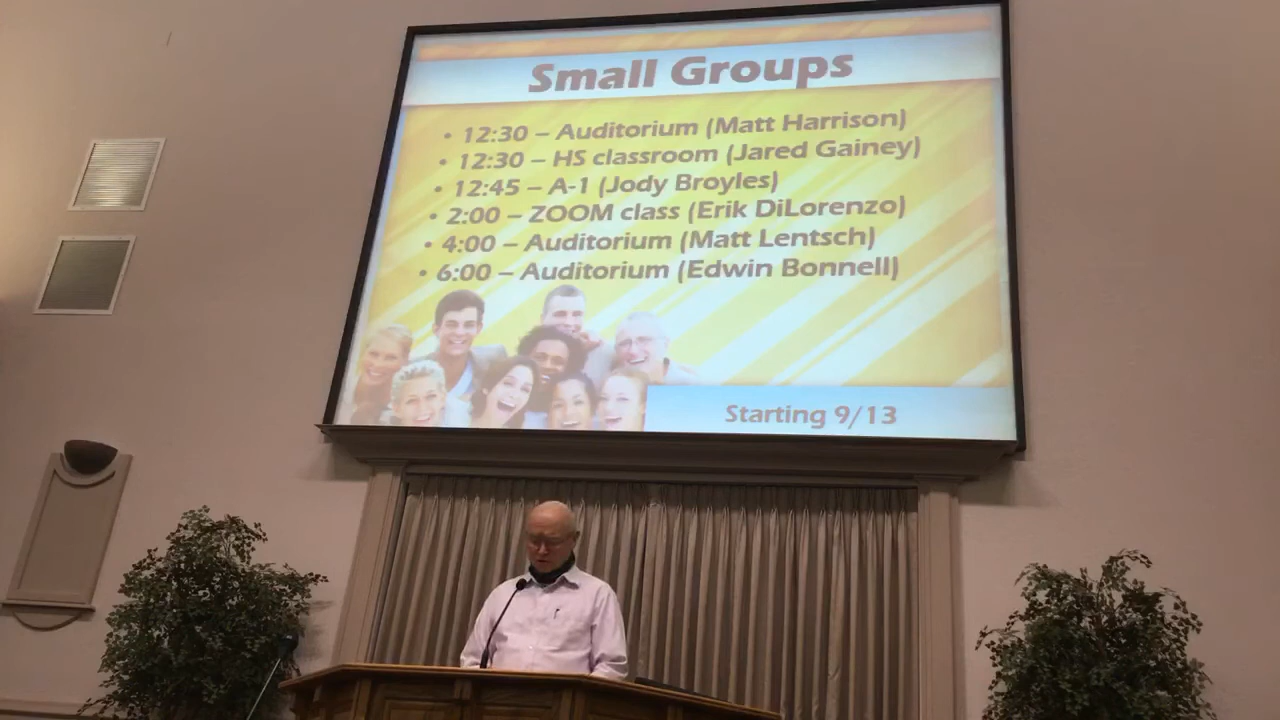 Small Groups
• 12:30 – Auditorium (Matt Harrison)
• 12:30 – HS classroom (Jared Gainey)
• 12:45 – A-1 (Jody Broyles)
• 2:00 – ZOOM class (Erik DiLorenzo)
• 4:00 – Auditorium (Matt Lentsch)
• 6:00 – Auditorium (Edwin Bonnell)
Starting 9/13